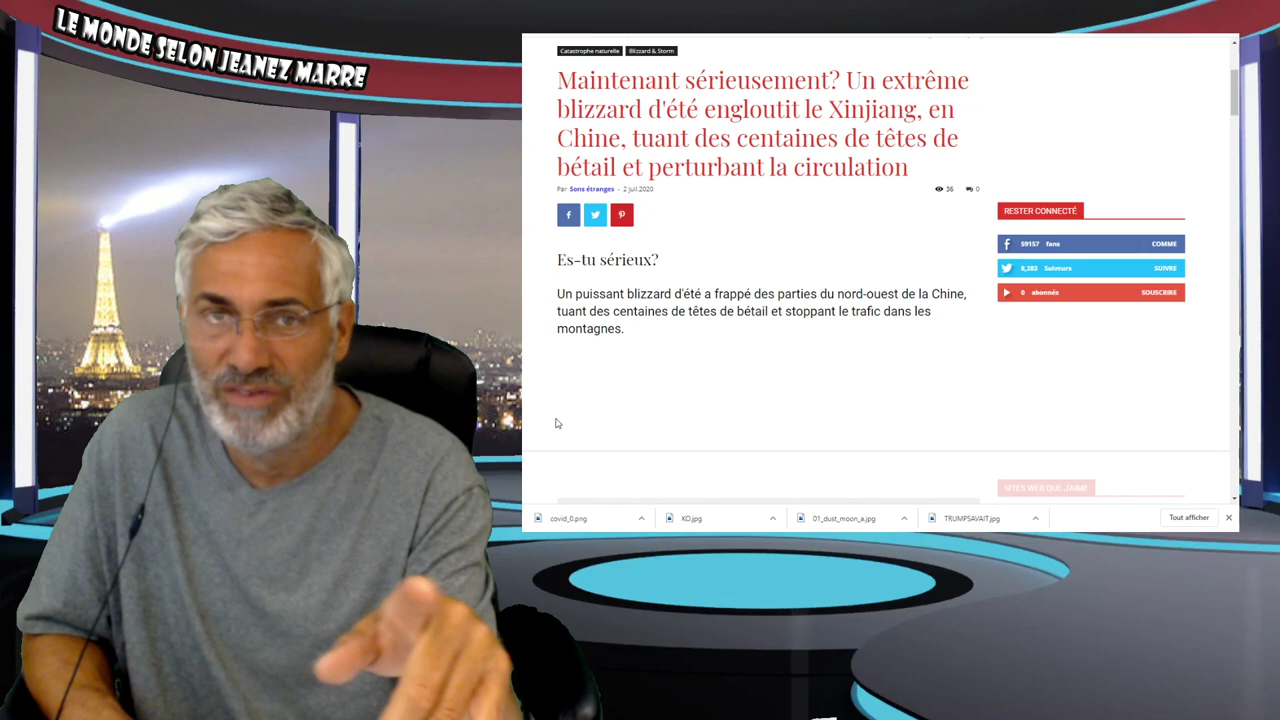 LE MONDE SELON JEANEZ MARRE
Catastrophe naturelle
Blizzard & Storm
Maintenant sérieusement? Un extrême
blizzard d'été engloutit le Xinjiang, en
Chine, tuant des centaines de têtes de
bétail et perturbant la circulation
Par Sons étranges - 2 juil.2020
36
0
Es-tu sérieux?
Un puissant blizzard d'été a frappé des parties du nord-ouest de la Chine,
tuant des centaines de têtes de bétail et stoppant le trafic dans les
montagnes.
RESTER CONNECTÉ
59157 fans COMME
8,283 Suiveurs SUIVRE
0 abonnés SOUSCRIRE
SITES WEB QUE J'AIME
covid_0.png
KO.jpg
01_dust_moon_a.jpg
TRUMPSAVAIT.jpg
Tout afficher